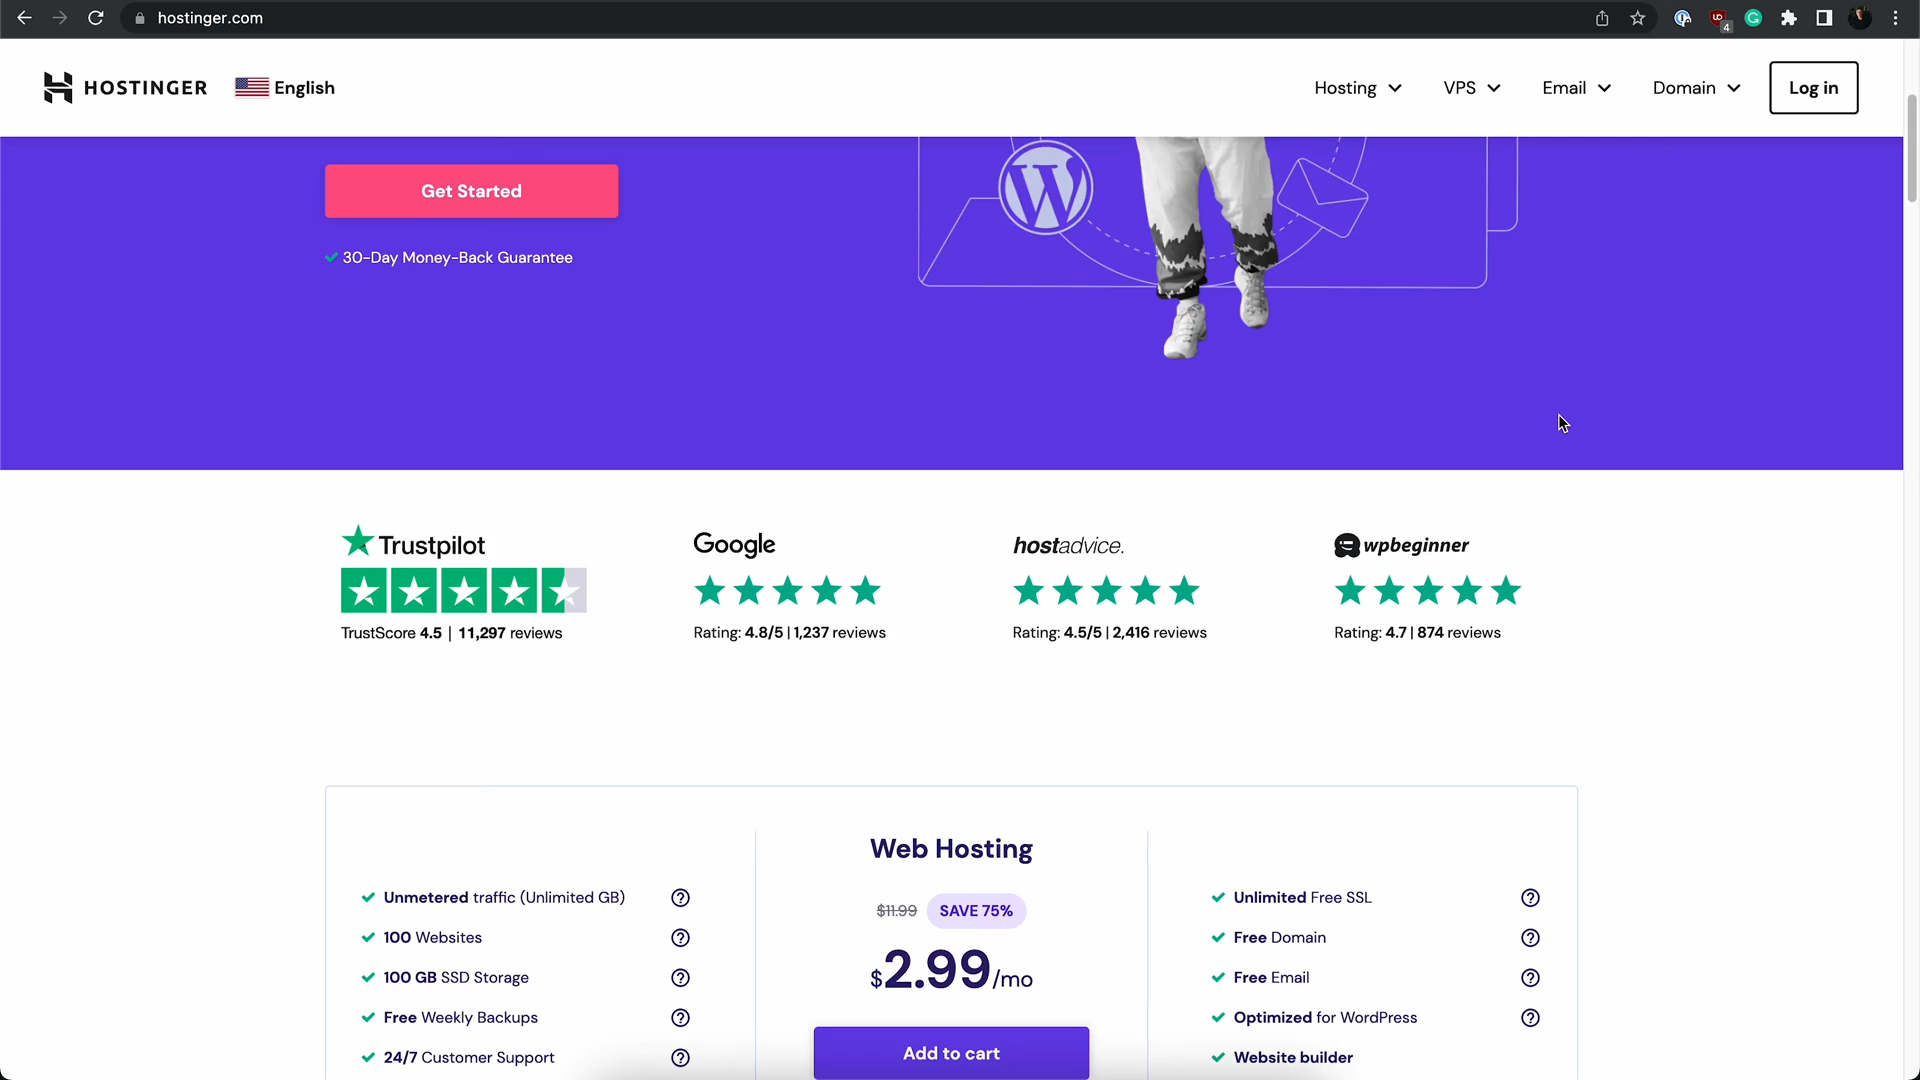 hostinger.com
4
HOSTINGER
English
Hosting
VPS
Email
Domain
Log in
Get Started
30-Day Money-Back Guarantee
Trustpilot
TrustScore 4.5 | 11,297 reviews
Google
Rating: 4.8/5 | 1,237 reviews
hostadvice.
Rating: 4.5/5 | 2,416 reviews
wpbeginner
Rating: 4.7 | 874 reviews
Unmetered traffic (Unlimited GB)
100 Websites
100 GB SSD Storage
Free Weekly Backups
24/7 Customer Support
Web Hosting
$11.99 SAVE 75%
$2.99/mo
Add to cart
Unlimited Free SSL
Free Domain
Free Email
Optimized for WordPress
Website builder